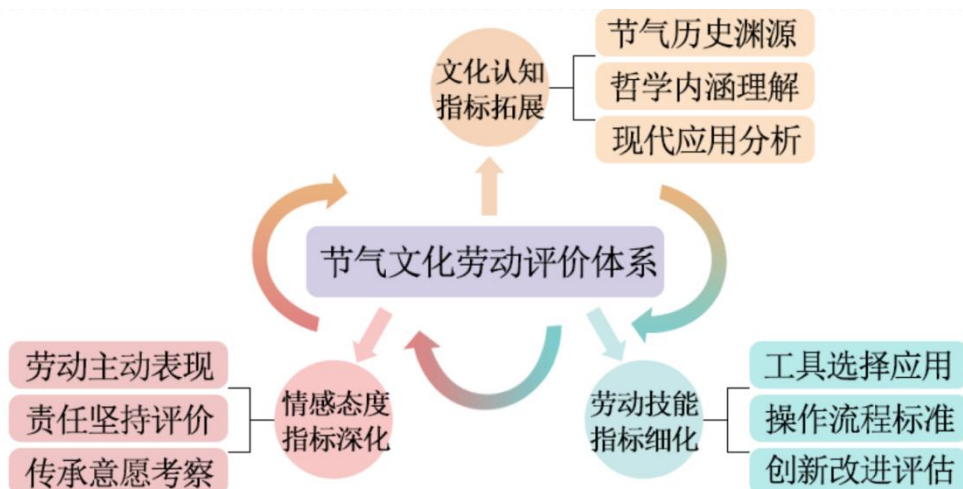 文化认知
指标拓展
节气历史渊源
哲学内涵理解
现代应用分析
节气文化劳动评价体系
劳动主动表现
责任坚持评价
传承意愿考察
情感态度
指标深化
劳动技能
指标细化
工具选择应用
操作流程标准
创新改进评估